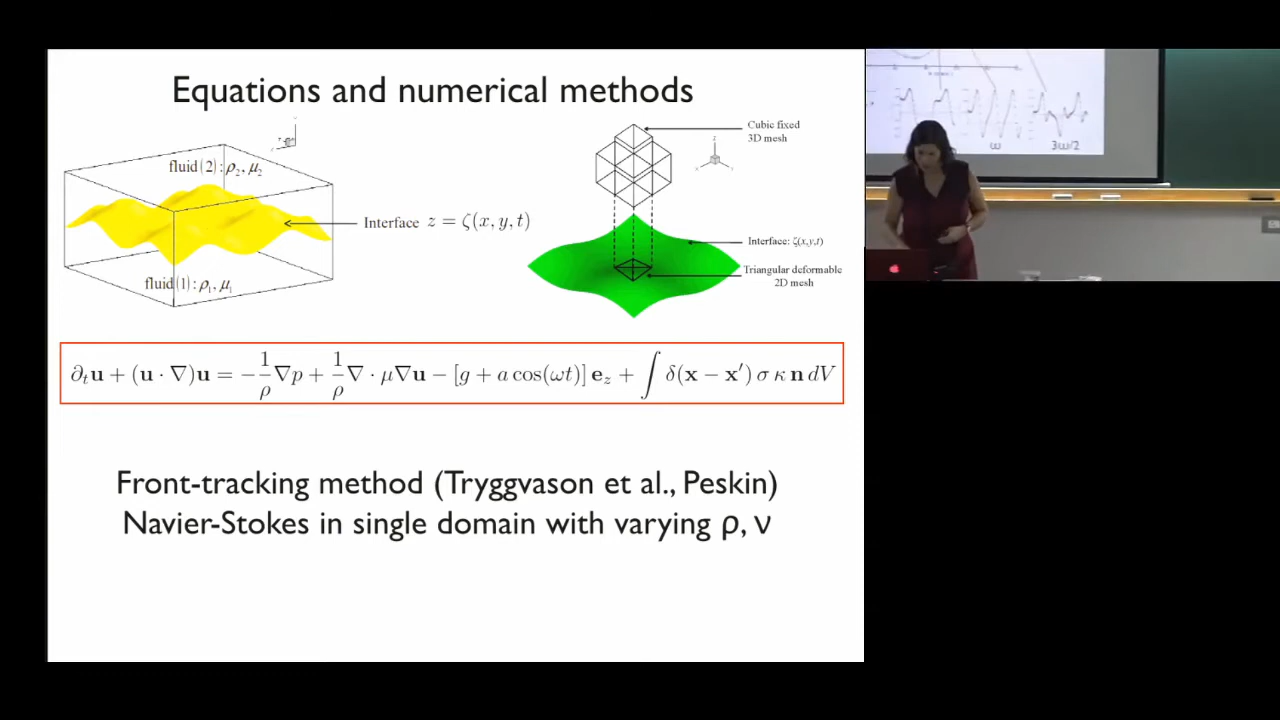 Equations and numerical methods
fluid(2): ρ₂, μ₂
Interface z = ζ(x, y, t)
fluid(1): ρ₁, μ₁
Cubic fixed
3D mesh
z
Interface: ζ(x,y,t)
Triangular deformable
2D mesh
∂ₜu + (u · ∇)u = −(1/ρ)∇p + (1/ρ)∇ · μ∇u − [g + a cos(ωt)] e_z + ∫ δ(x − x′) σ κ n dV
Front-tracking method (Tryggvason et al., Peskin)
Navier-Stokes in single domain with varying ρ, ν
ω
3ω/2